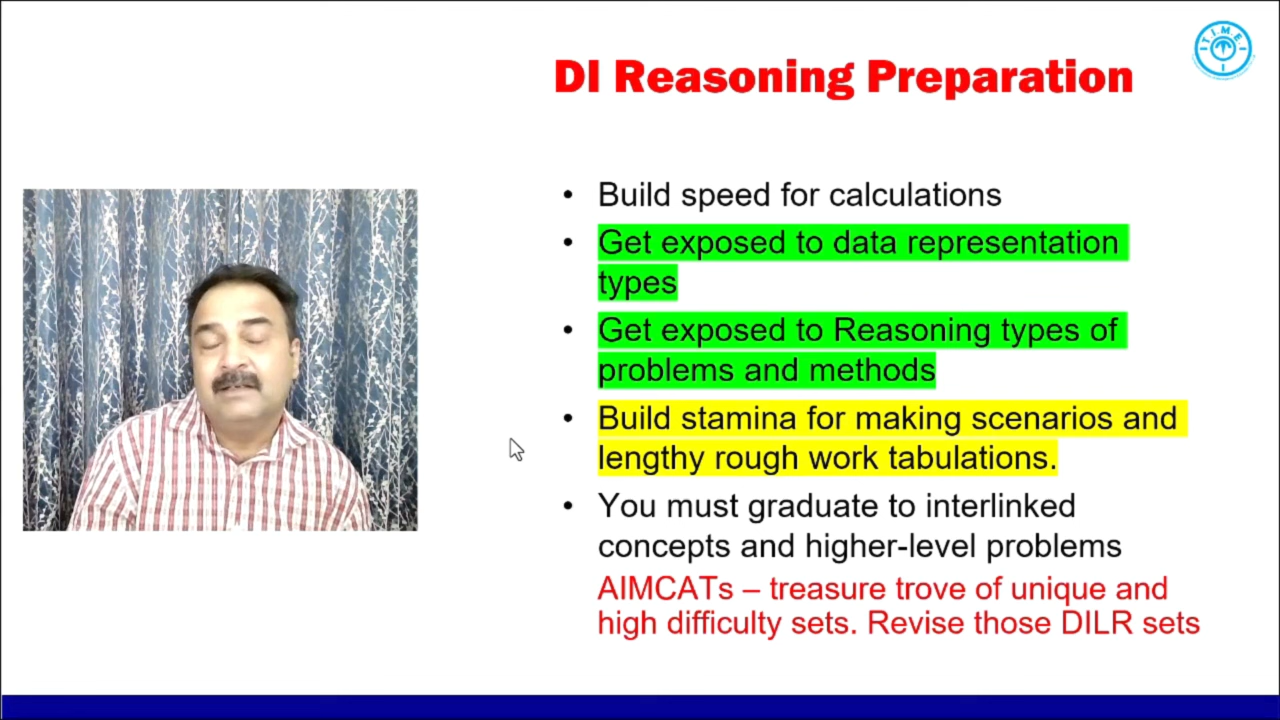 T.I.M.E.
DI Reasoning Preparation
• Build speed for calculations
• Get exposed to data representation
types
• Get exposed to Reasoning types of
problems and methods
• Build stamina for making scenarios and
lengthy rough work tabulations.
• You must graduate to interlinked
concepts and higher-level problems
AIMCATs – treasure trove of unique and
high difficulty sets. Revise those DILR sets